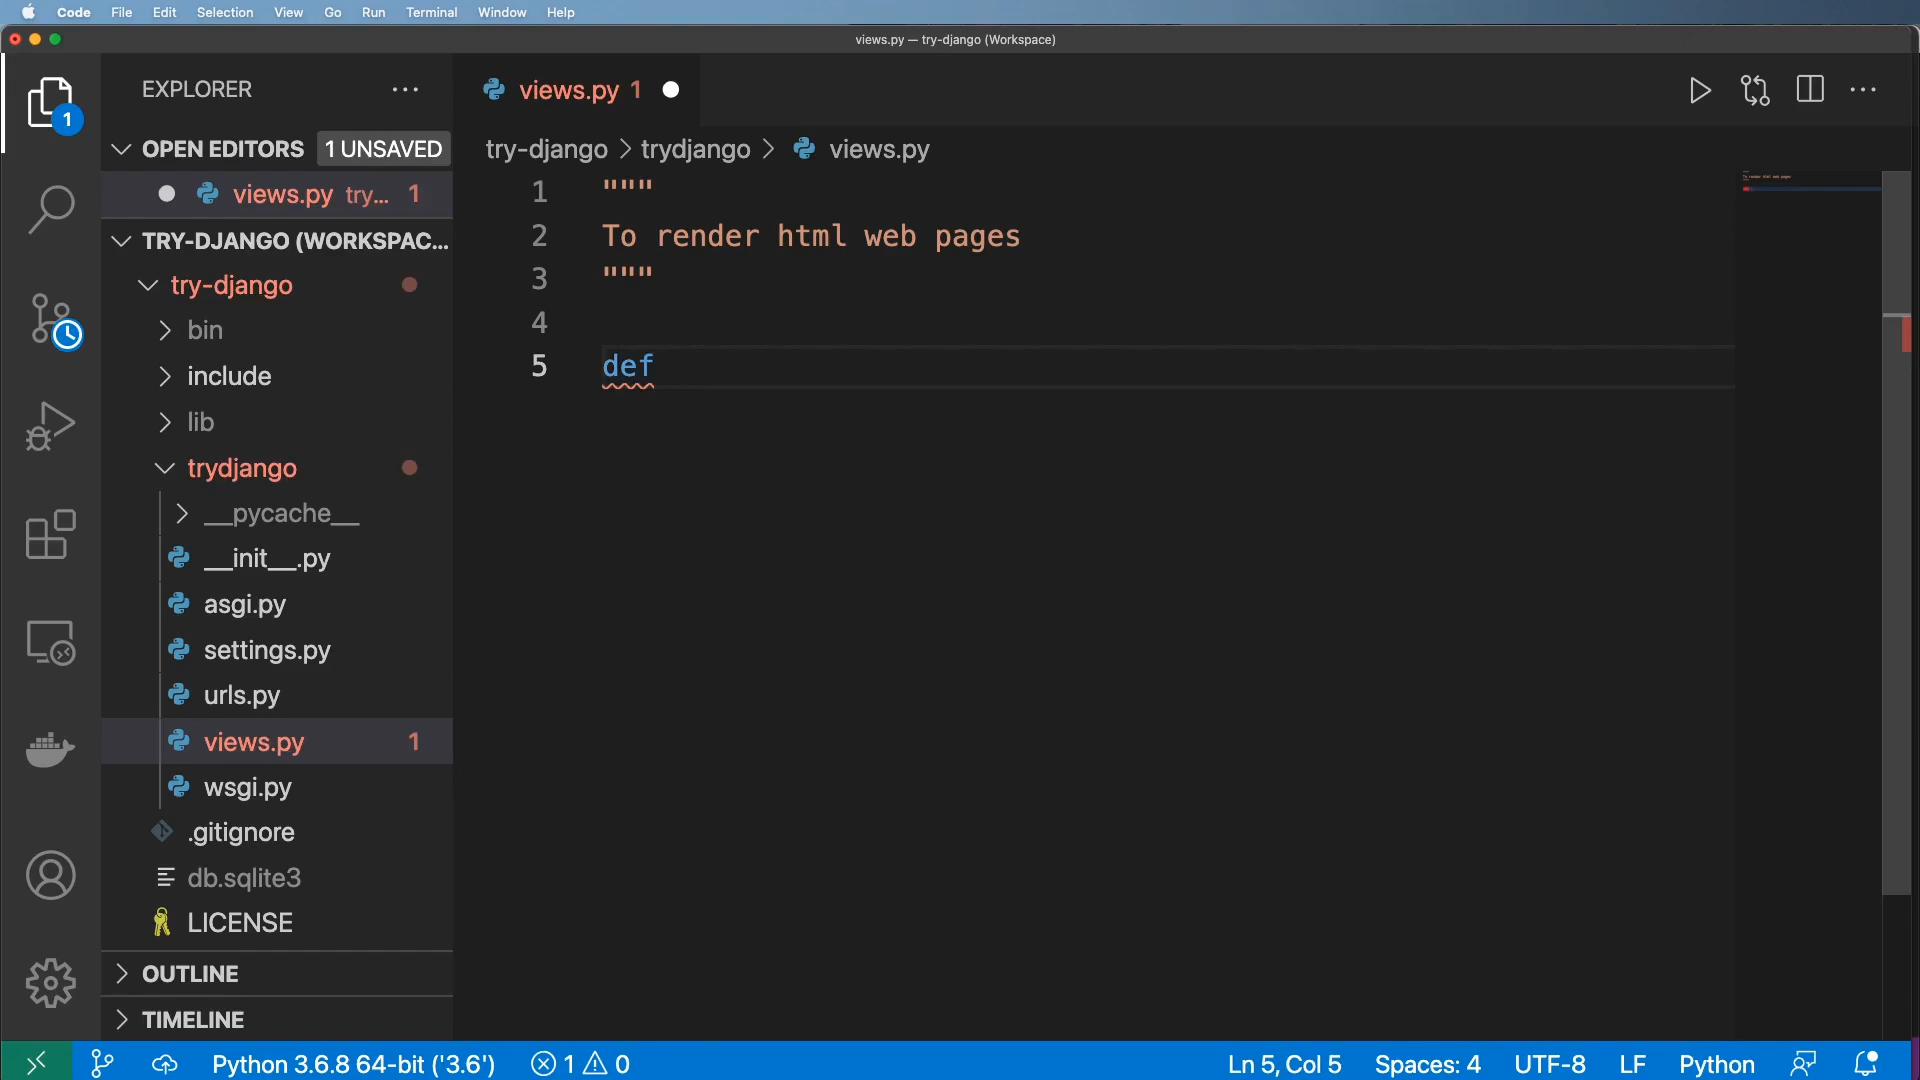 Code File Edit Selection View Go Run Terminal Window Help
views.py — try-django (Workspace)
EXPLORER
views.py 1
1
OPEN EDITORS 1 UNSAVED
try-django > trydjango > views.py
views.py try... 1
TRY-DJANGO (WORKSPAC...
try-django
bin
include
lib
trydjango
__pycache__
__init__.py
asgi.py
settings.py
urls.py
views.py 1
wsgi.py
.gitignore
db.sqlite3
LICENSE
OUTLINE
TIMELINE
1 """
2 To render html web pages
3 """
4
5 def
Python 3.6.8 64-bit ('3.6') 1 0 Ln 5, Col 5 Spaces: 4 UTF-8 LF Python